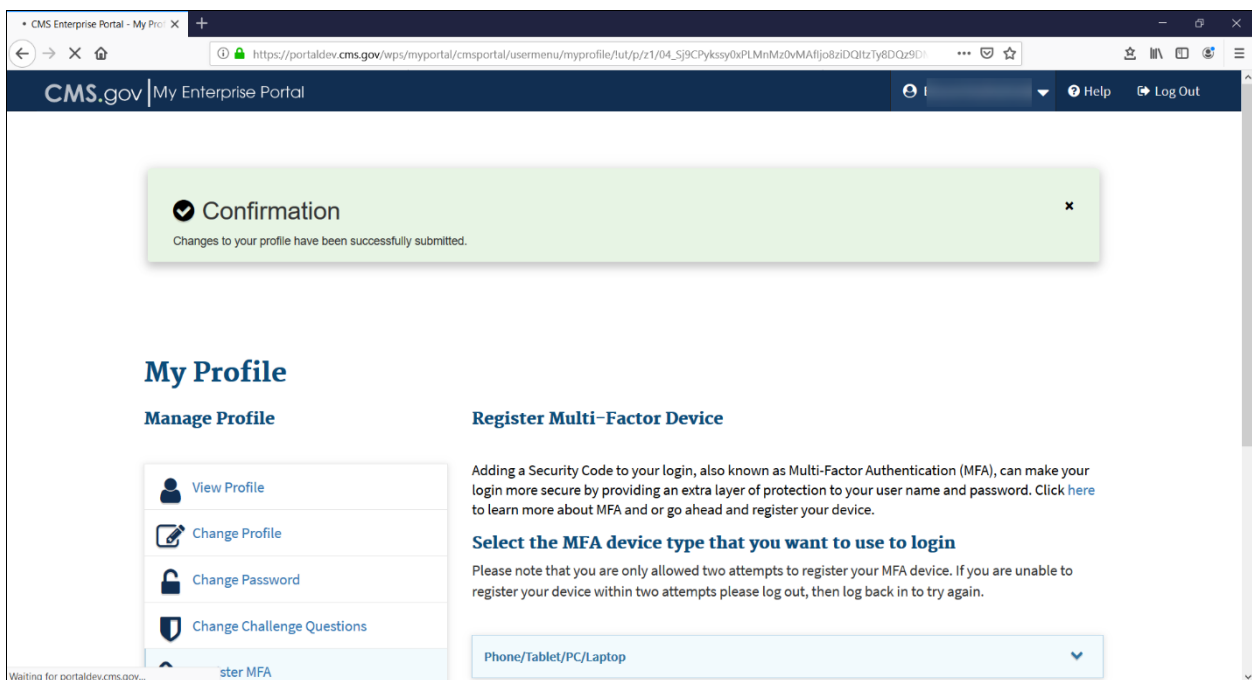 • CMS Enterprise Portal - My Prof
https://portaldev.cms.gov/wps/myportal/cmsportal/usermenu/myprofile/!ut/p/z1/04_Sj9CPykssy0xPLMnMz0vMAfIjo8ziDQItzTy8DQz9D
CMS.gov My Enterprise Portal
Help
Log Out
Confirmation
Changes to your profile have been successfully submitted.
My Profile
Manage Profile
View Profile
Change Profile
Change Password
Change Challenge Questions
ster MFA
Register Multi-Factor Device
Adding a Security Code to your login, also known as Multi-Factor Authentication (MFA), can make your
login more secure by providing an extra layer of protection to your user name and password. Click here
to learn more about MFA and or go ahead and register your device.
Select the MFA device type that you want to use to login
Please note that you are only allowed two attempts to register your MFA device. If you are unable to
register your device within two attempts please log out, then log back in to try again.
Phone/Tablet/PC/Laptop
Waiting for portaldev.cms.gov...